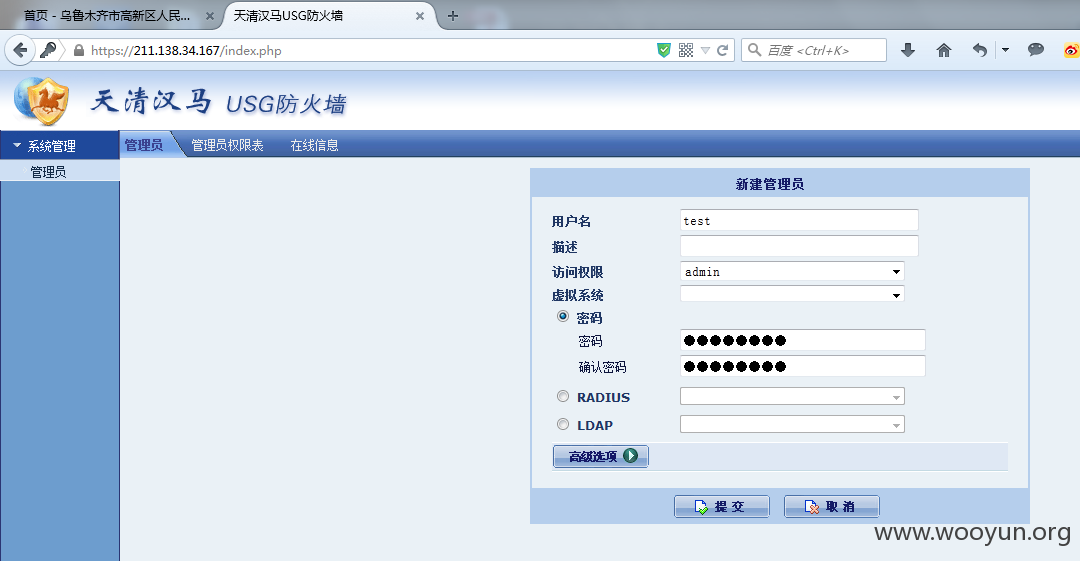 首页 - 乌鲁木齐市高新区人民...
天清汉马USG防火墙
https://211.138.34.167/index.php
百度 <Ctrl+K>
天清汉马 USG防火墙
系统管理
管理员
管理员权限表
在线信息
管理员
新建管理员
用户名 test
描述
访问权限 admin
虚拟系统
密码
密码 ●●●●●●●●
确认密码 ●●●●●●●●
RADIUS
LDAP
高级选项
提 交
取 消
www.wooyun.org